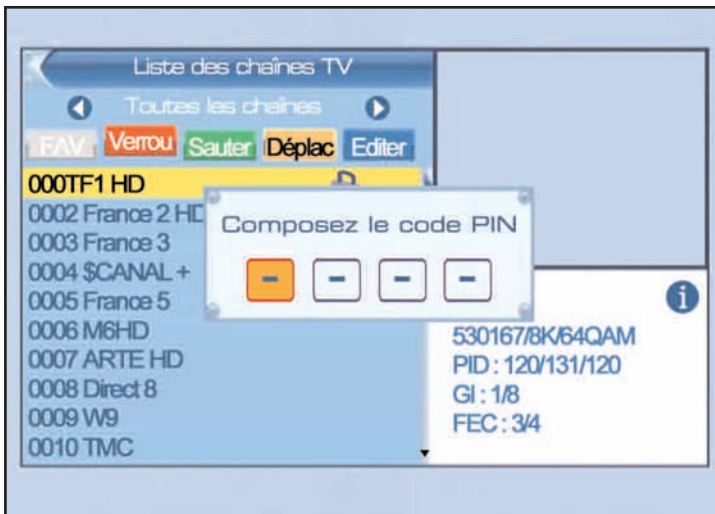 Liste des chaînes TV
Toutes les chaînes
FAV Verrou Sauter Déplac Editer
000TF1 HD
0002 France 2 HD
0003 France 3
0004 $CANAL +
0005 France 5
0006 M6HD
0007 ARTE HD
0008 Direct 8
0009 W9
0010 TMC
Composez le code PIN
- - - -
i
530167/8K/64QAM
PID : 120/131/120
GI : 1/8
FEC : 3/4